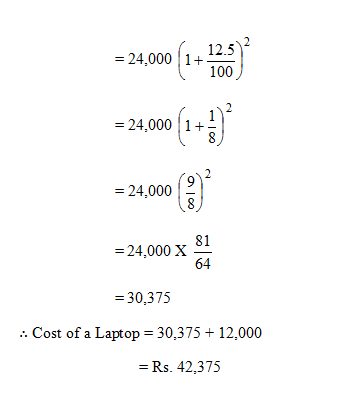 = 24,000 (1 + 12.5/100)²
= 24,000 (1 + 1/8)²
= 24,000 (9/8)²
= 24,000 X 81/64
= 30,375
∴ Cost of a Laptop = 30,375 + 12,000
= Rs. 42,375